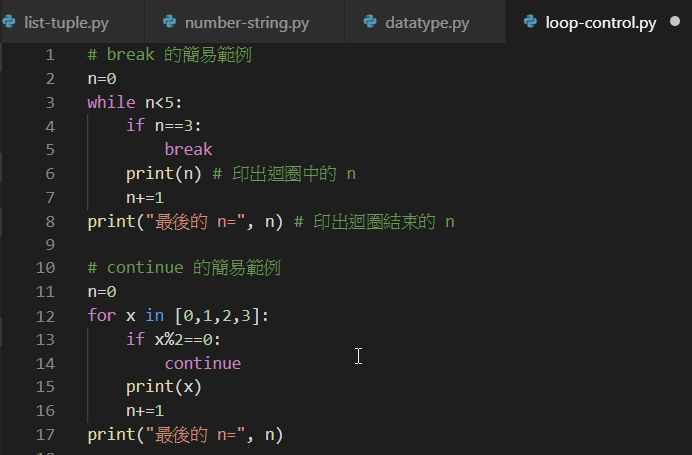 list-tuple.py number-string.py datatype.py loop-control.py
1 # break 的簡易範例
2 n=0
3 while n<5:
4     if n==3:
5         break
6     print(n) # 印出迴圈中的 n
7     n+=1
8 print("最後的 n=", n) # 印出迴圈結束的 n
9
10 # continue 的簡易範例
11 n=0
12 for x in [0,1,2,3]:
13     if x%2==0:
14         continue
15     print(x)
16     n+=1
17 print("最後的 n=", n)